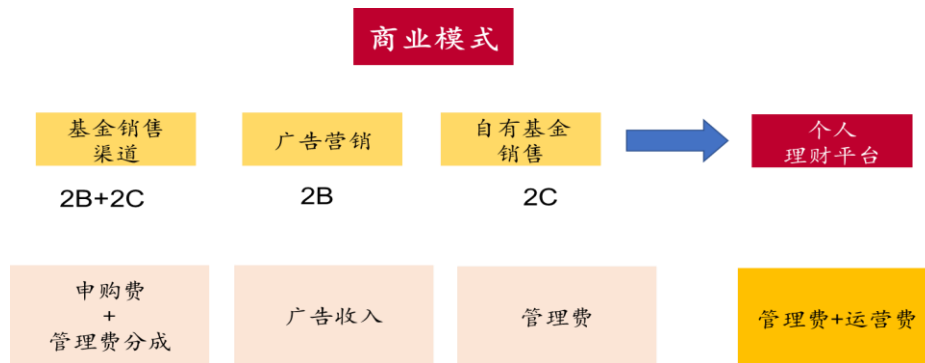 商业模式
基金销售
渠道
广告营销
自有基金
销售
个人
理财平台
2B+2C
2B
2C
申购费
+
管理费分成
广告收入
管理费
管理费+运营费